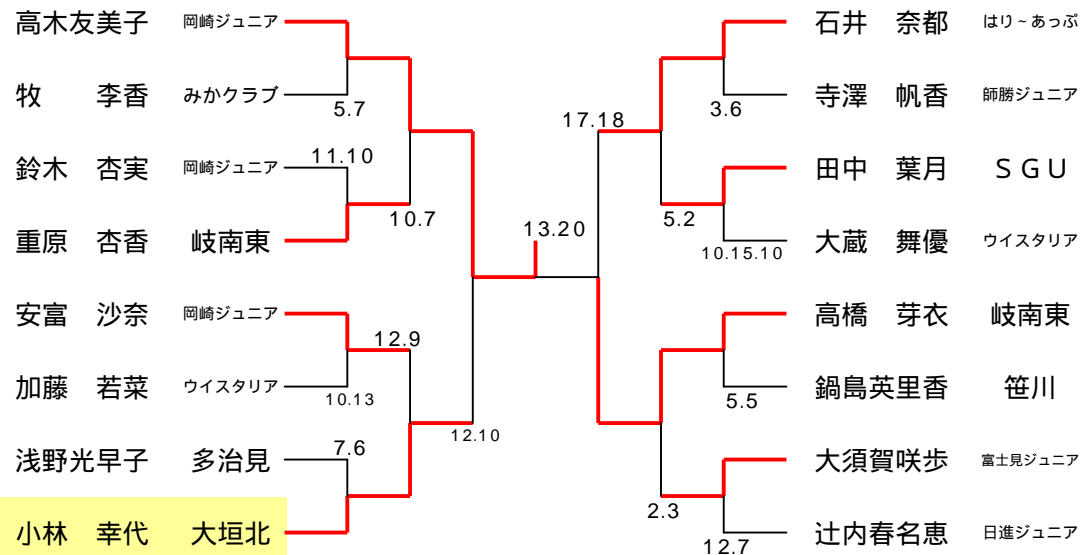 高木友美子 岡崎ジュニア
牧 李香 みかクラブ
5.7
鈴木 杏実 岡崎ジュニア
11.10
重原 杏香 岐南東
10.7
安富 沙奈 岡崎ジュニア
12.9
加藤 若菜 ウイスタリア
10.13
浅野光早子 多治見
7.6
12.10
小林 幸代 大垣北
13.20
石井 奈都 はり~あっぷ
寺澤 帆香 師勝ジュニア
3.6
17.18
田中 葉月 SGU
5.2
大蔵 舞優 ウイスタリア
10.15.10
高橋 芽衣 岐南東
鍋島英里香 笹川
5.5
大須賀咲歩 富士見ジュニア
2.3
辻内春名恵 日進ジュニア
12.7